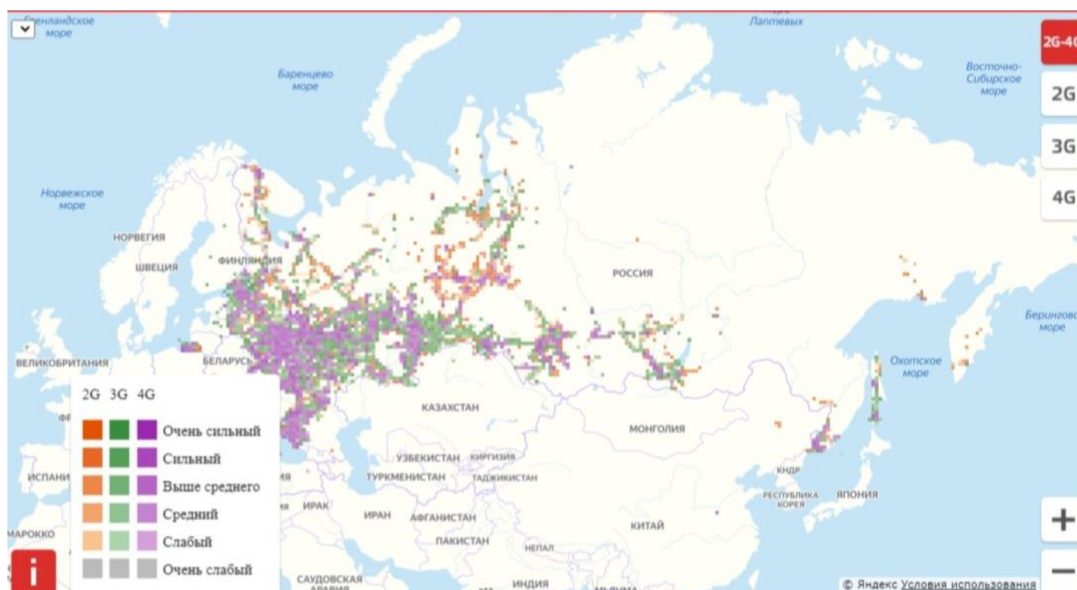 Гренландское
море
Лаптевых
2G-4G
Баренцево
море
Восточно-
Сибирское
море
2G
3G
4G
Норвежское
море
НОРВЕГИЯ
ШВЕЦИЯ
ФИНЛЯНДИЯ
РОССИЯ
Берингово
море
Охотское
море
ВЕЛИКОБРИТАНИЯ
БЕЛАРУСЬ
КАЗАХСТАН
МОНГОЛИЯ
УЗБЕКИСТАН
КИРГИЗИЯ
ТУРКМЕНИСТАН
ТАДЖИКИСТАН
КНДР
РЕСПУБЛИКА
КОРЕЯ
ЯПОНИЯ
ИСПАНИ
ИРАК
ИРАН
АФГАНИСТАН
КИТАЙ
МАРОККО
ПАКИСТАН
НЕПАЛ
САУДОВСКАЯ
АРАВИЯ
ИНДИЯ
МЬЯНМА
2G 3G 4G
Очень сильный
Сильный
Выше среднего
Средний
Слабый
Очень слабый
i
+
−
© Яндекс Условия использования